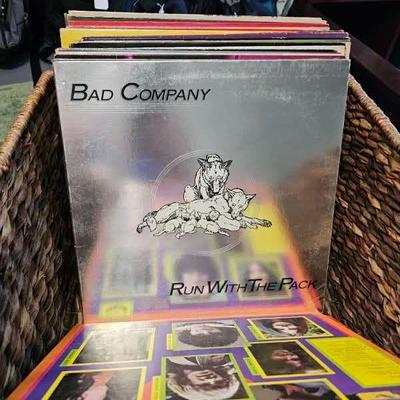 BAD COMPANY
RUN WITH THE PACK